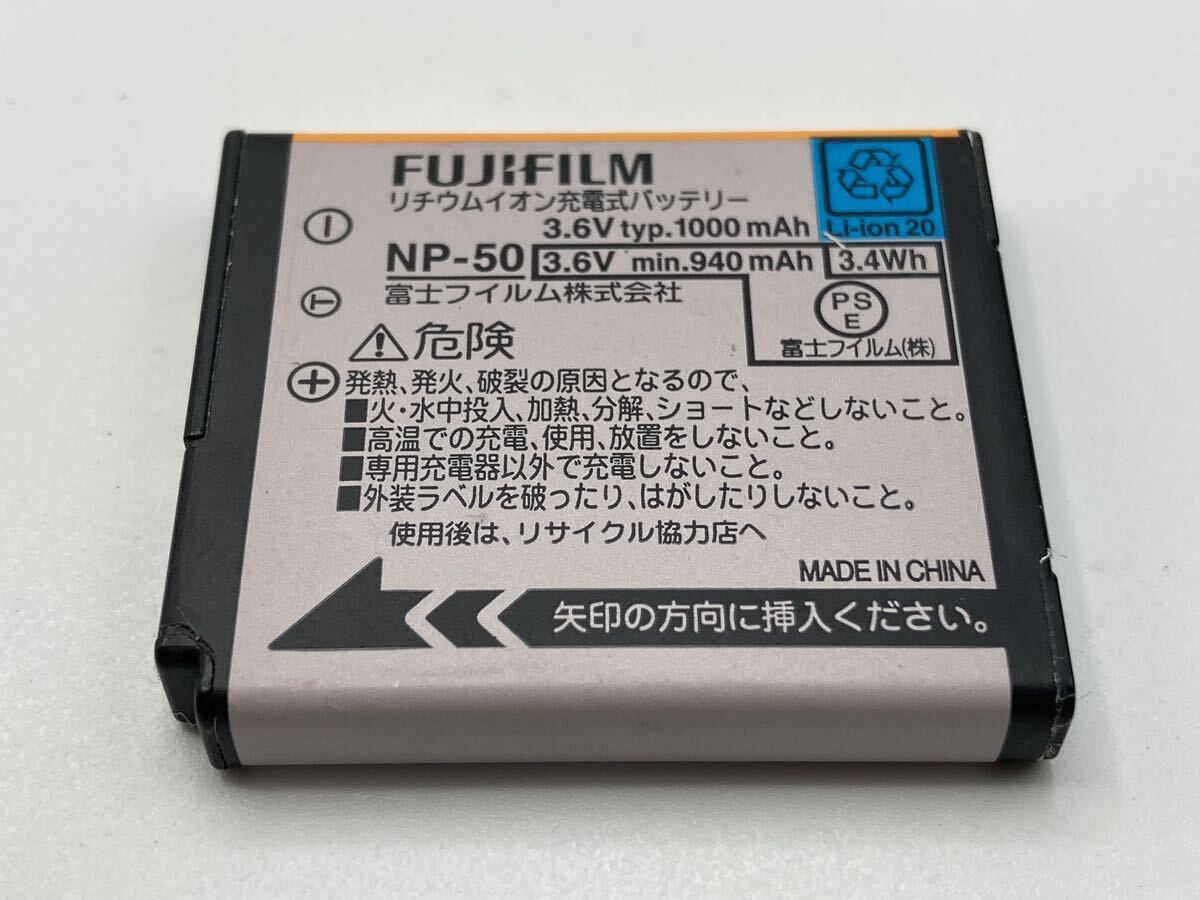 FUJIFILM
リチウムイオン充電式バッテリー
3.6V typ.1000 mAh
Li-ion 20
NP-50 3.6V min.940 mAh 3.4Wh
富士フイルム株式会社
PS
E
富士フイルム(株)
⚠危険
発熱、発火、破裂の原因となるので、
■火・水中投入、加熱、分解、ショートなどしないこと。
■高温での充電、使用、放置をしないこと。
■専用充電器以外で充電しないこと。
■外装ラベルを破ったり、はがしたりしないこと。
使用後は、リサイクル協力店へ
MADE IN CHINA
矢印の方向に挿入ください。